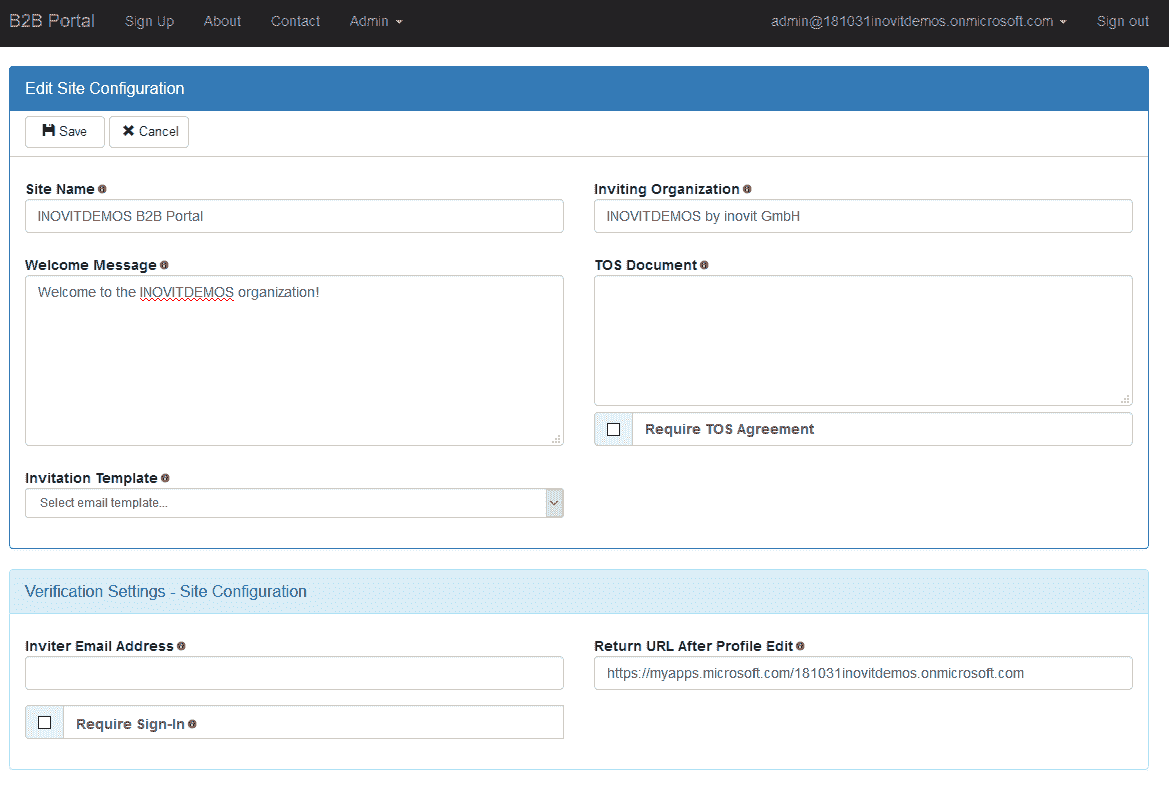 B2B Portal Sign Up About Contact Admin admin@181031inovitdemos.onmicrosoft.com Sign out
Edit Site Configuration
Save Cancel
Site Name
INOVITDEMOS B2B Portal
Inviting Organization
INOVITDEMOS by inovit GmbH
Welcome Message
Welcome to the INOVITDEMOS organization!
TOS Document
Require TOS Agreement
Invitation Template
Select email template...
Verification Settings - Site Configuration
Inviter Email Address
Return URL After Profile Edit
https://myapps.microsoft.com/181031inovitdemos.onmicrosoft.com
Require Sign-In